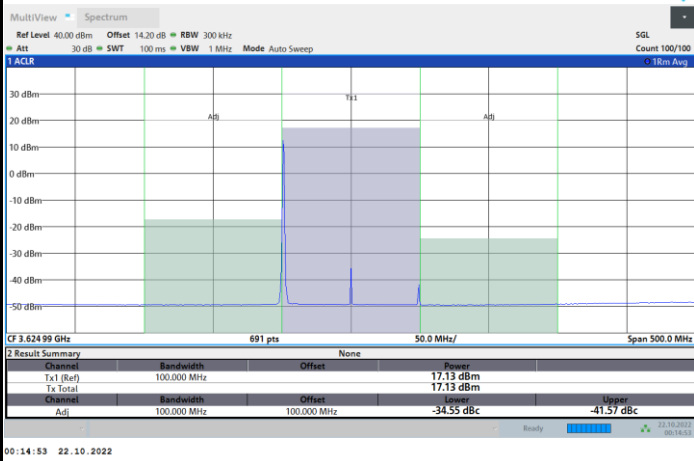 MultiView Spectrum
Ref Level 40.00 dBm Offset 14.20 dB RBW 300 kHz SGL
Att 30 dB SWT 100 ms VBW 1 MHz Mode Auto Sweep Count 100/100
1 ACLR 1Rm Avg
30 dBm
Tx1
20 dBm Adj Adj
10 dBm
0 dBm
-10 dBm
-20 dBm
-30 dBm
-40 dBm
-50 dBm
CF 3.624 99 GHz 691 pts 50.0 MHz/ Span 500.0 MHz
2 Result Summary None
Channel Bandwidth Offset Power
Tx1 (Ref) 100.000 MHz 17.13 dBm
Tx Total 17.13 dBm
Channel Bandwidth Offset Lower Upper
Adj 100.000 MHz 100.000 MHz -34.55 dBc -41.57 dBc
Ready 22.10.2022
00:14:53
00:14:53 22.10.2022